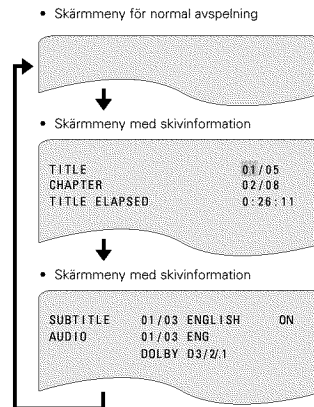 • Skärmmeny för normal avspelning
• Skärmmeny med skivinformation
TITLE 01/05
CHAPTER 02/08
TITLE ELAPSED 0:26:11
• Skärmmeny med skivinformation
SUBTITLE 01/03 ENGLISH ON
AUDIO 01/03 ENG
DOLBY D3/2/.1